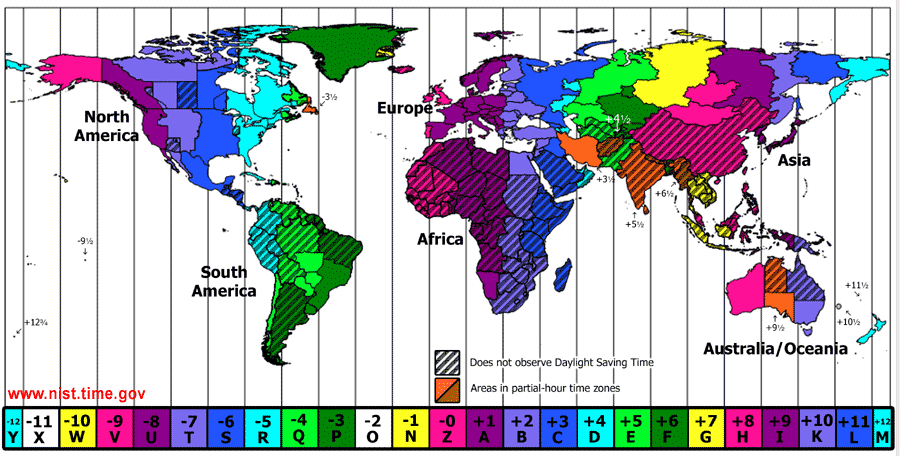 -3½
North
America
Europe
+4½
Asia
+3½
+6½
+5½
-9½
Africa
South
America
+11½
+12¾
+10½
+9½
Australia/Oceania
Does not observe Daylight Saving Time
Areas in partial-hour time zones
www.nist.time.gov
-12 -11 -10 -9 -8 -7 -6 -5 -4 -3 -2 -1 -0 +1 +2 +3 +4 +5 +6 +7 +8 +9 +10 +11 +12
Y X W V U T S R Q P O N Z A B C D E F G H I K L M